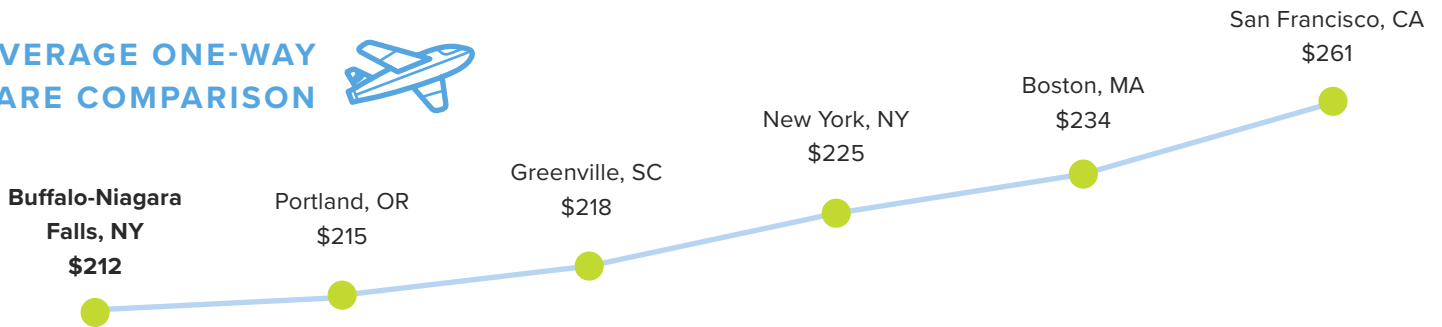 VERAGE ONE-WAY
ARE COMPARISON
Buffalo-Niagara
Falls, NY
$212
Portland, OR
$215
Greenville, SC
$218
New York, NY
$225
Boston, MA
$234
San Francisco, CA
$261